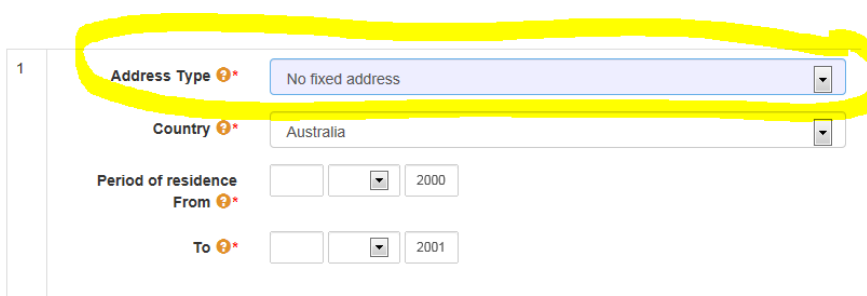 1
Address Type ?* No fixed address
Country ?* Australia
Period of residence
From ?* 2000
To ?* 2001